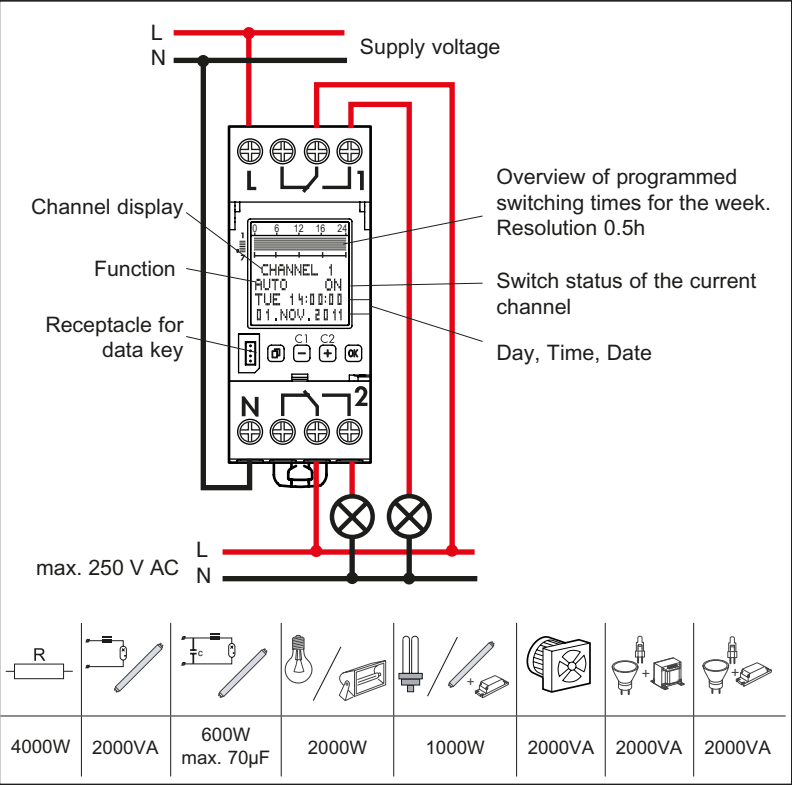 L
N
Supply voltage
L
1
Channel display
Function
Receptacle for
data key
0 6 12 16 24
1
7
CHANNEL 1
AUTO ON
TUE 14:00:00
01.NOV.2011
C1 C2
− + OK
Overview of programmed
switching times for the week.
Resolution 0.5h
Switch status of the current
channel
Day, Time, Date
N
2
max. 250 V AC
L
N
R
C
+
+
+
4000W
2000VA
600W
max. 70µF
2000W
1000W
2000VA
2000VA
2000VA